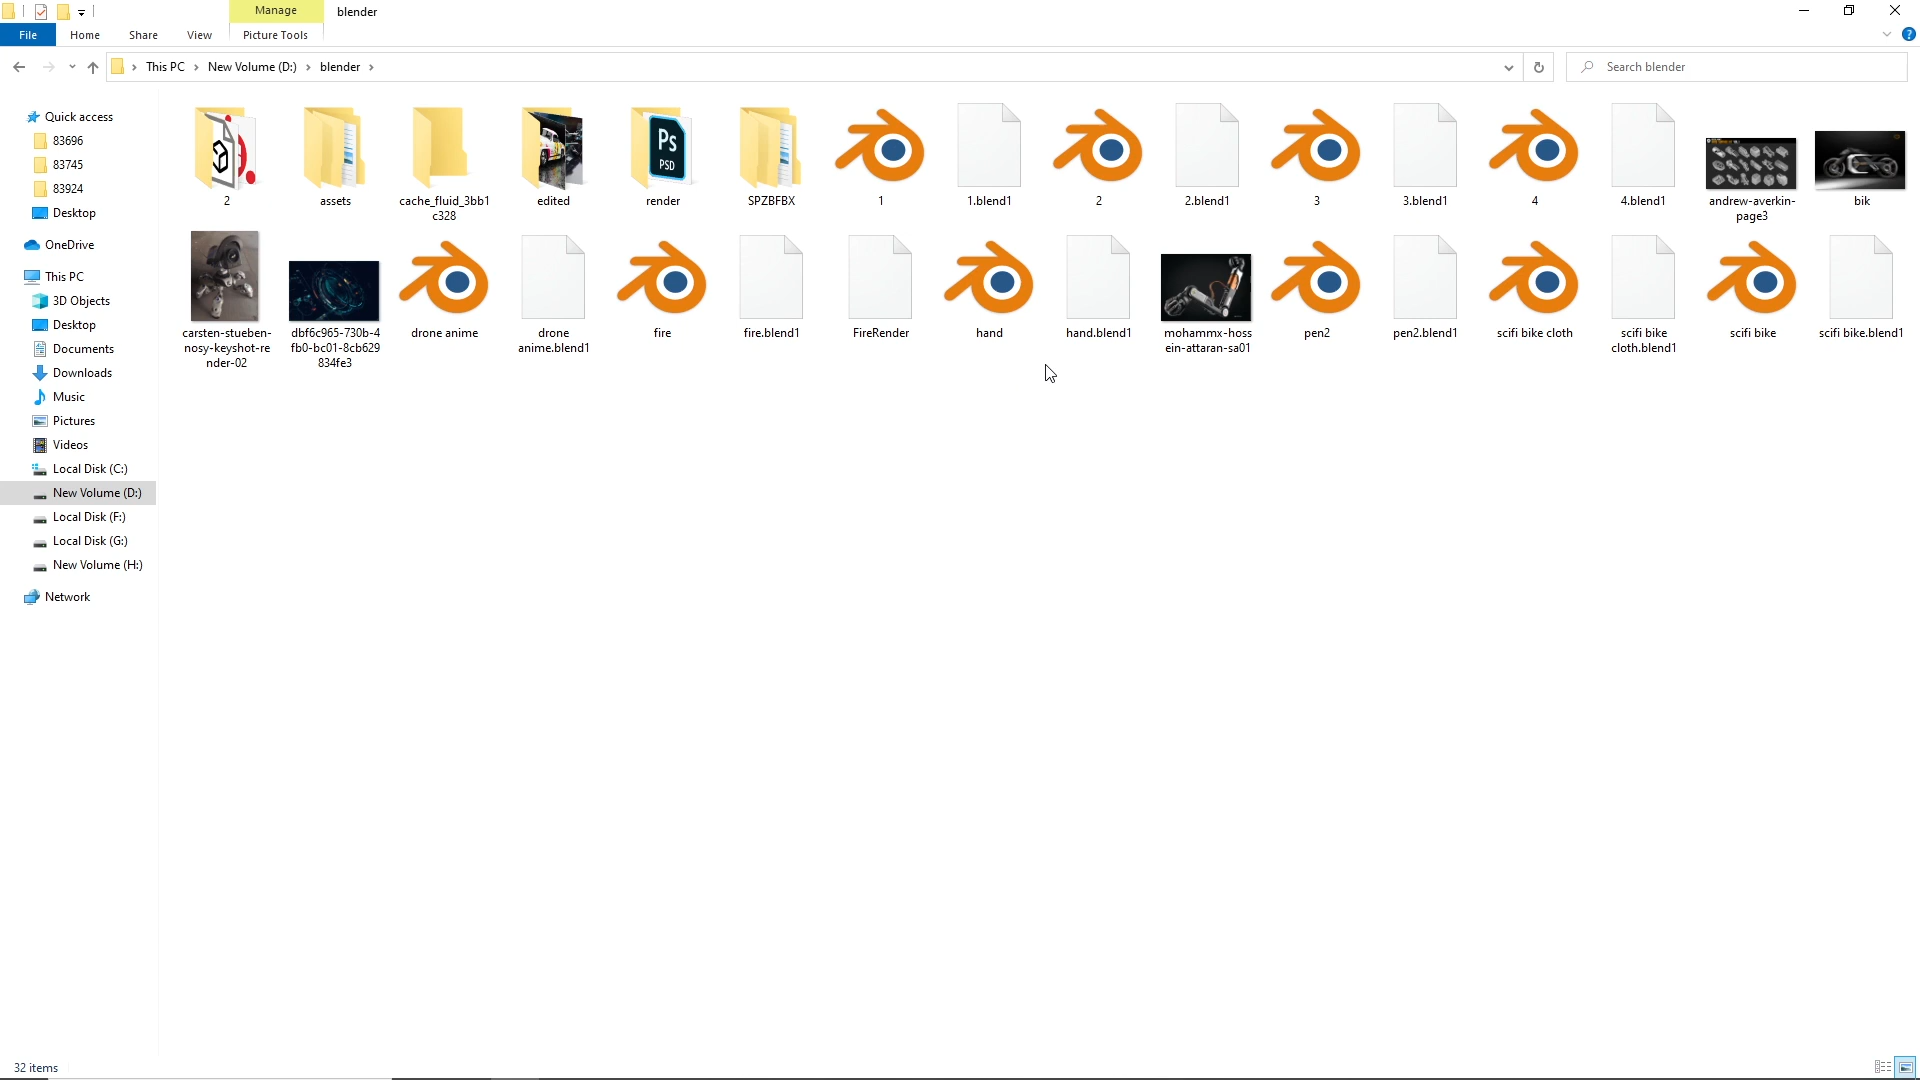 Manage
blender
File
Home
Share
View
Picture Tools
This PC
New Volume (D:)
blender
Search blender
Quick access
83696
83745
83924
Desktop
OneDrive
This PC
3D Objects
Desktop
Documents
Downloads
Music
Pictures
Videos
Local Disk (C:)
New Volume (D:)
Local Disk (F:)
Local Disk (G:)
New Volume (H:)
Network
Ps
PSD
2
assets
cache_fluid_3bb1
c328
edited
render
SPZBFBX
1
1.blend1
2
2.blend1
3
3.blend1
4
4.blend1
andrew-averkin-
page3
bik
carsten-stueben-
nosy-keyshot-re
nder-02
dbf6c965-730b-4
fb0-bc01-8cb629
834fe3
drone anime
drone
anime.blend1
fire
fire.blend1
FireRender
hand
hand.blend1
mohammx-hoss
ein-attaran-sa01
pen2
pen2.blend1
scifi bike cloth
scifi bike
cloth.blend1
scifi bike
scifi bike.blend1
32 items